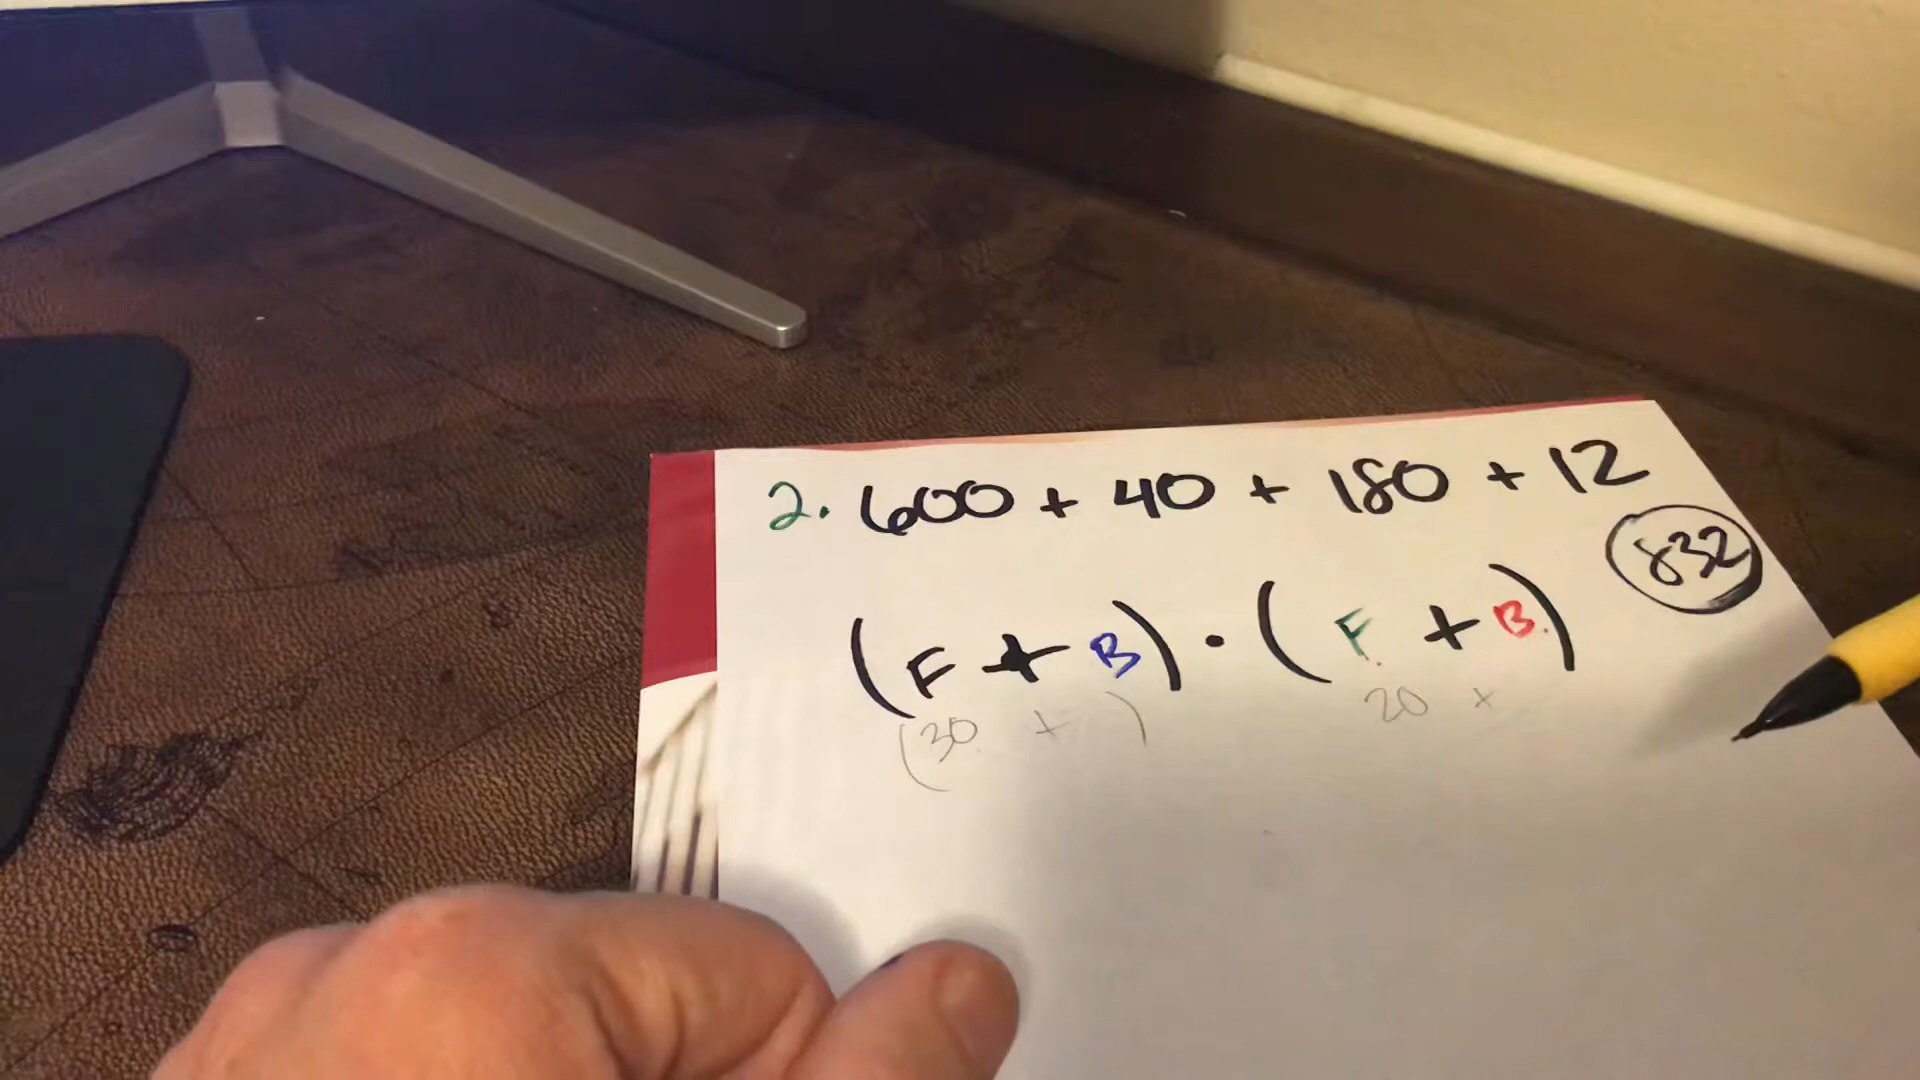 2. 600 + 40 + 180 + 12
832
(F + B) · (F + B)
(30 + ) 20 +